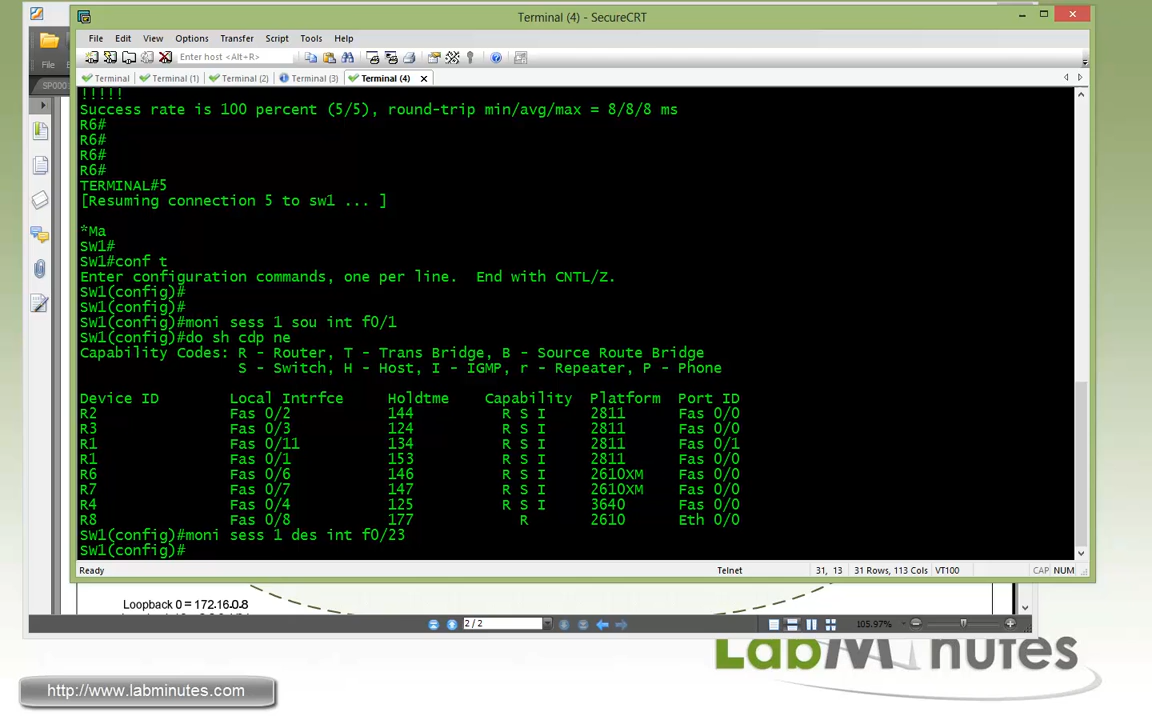 Terminal (4) - SecureCRT
File Edit View Options Transfer Script Tools Help
Enter host <Alt+R>
File
Terminal Terminal (1) Terminal (2) Terminal (3) Terminal (4)
SP000
!!!!!
Success rate is 100 percent (5/5), round-trip min/avg/max = 8/8/8 ms
R6#
R6#
R6#
R6#
TERMINAL#5
[Resuming connection 5 to sw1 ... ]
*Ma
SW1#
SW1#conf t
Enter configuration commands, one per line.  End with CNTL/Z.
SW1(config)#
SW1(config)#
SW1(config)#moni sess 1 sou int f0/1
SW1(config)#do sh cdp ne
Capability Codes: R - Router, T - Trans Bridge, B - Source Route Bridge
S - Switch, H - Host, I - IGMP, r - Repeater, P - Phone
Device ID Local Intrfce Holdtme Capability Platform Port ID
R2 Fas 0/2 144 R S I 2811 Fas 0/0
R3 Fas 0/3 124 R S I 2811 Fas 0/0
R1 Fas 0/11 134 R S I 2811 Fas 0/1
R1 Fas 0/1 153 R S I 2811 Fas 0/0
R6 Fas 0/6 146 R S I 2610XM Fas 0/0
R7 Fas 0/7 147 R S I 2610XM Fas 0/0
R4 Fas 0/4 125 R S I 3640 Fas 0/0
R8 Fas 0/8 177 R 2610 Eth 0/0
SW1(config)#moni sess 1 des int f0/23
SW1(config)#
Ready Telnet 31, 13 31 Rows, 113 Cols VT100 CAP NUM
Loopback 0 = 172.16.0.8
2 / 2 105.97%
LabMinutes
http://www.labminutes.com